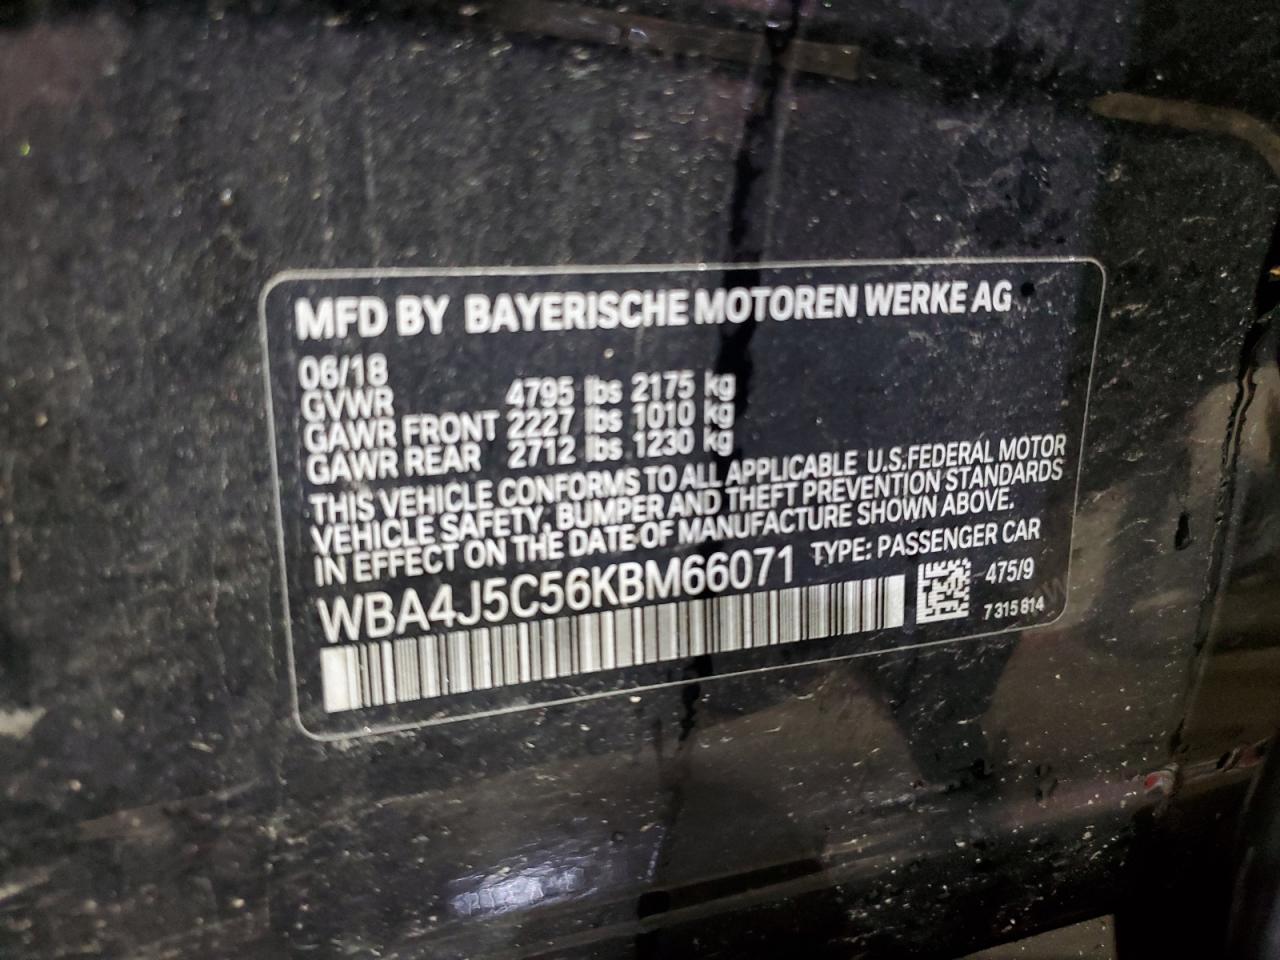 MFD BY BAYERISCHE MOTOREN WERKE AG
06/18
GVWR 4795 lbs 2175 kg
GAWR FRONT 2227 lbs 1010 kg
GAWR REAR 2712 lbs 1230 kg
THIS VEHICLE CONFORMS TO ALL APPLICABLE U.S.FEDERAL MOTOR
VEHICLE SAFETY, BUMPER AND THEFT PREVENTION STANDARDS
IN EFFECT ON THE DATE OF MANUFACTURE SHOWN ABOVE.
WBA4J5C56KBM66071 TYPE: PASSENGER CAR
475/9
7 315 814